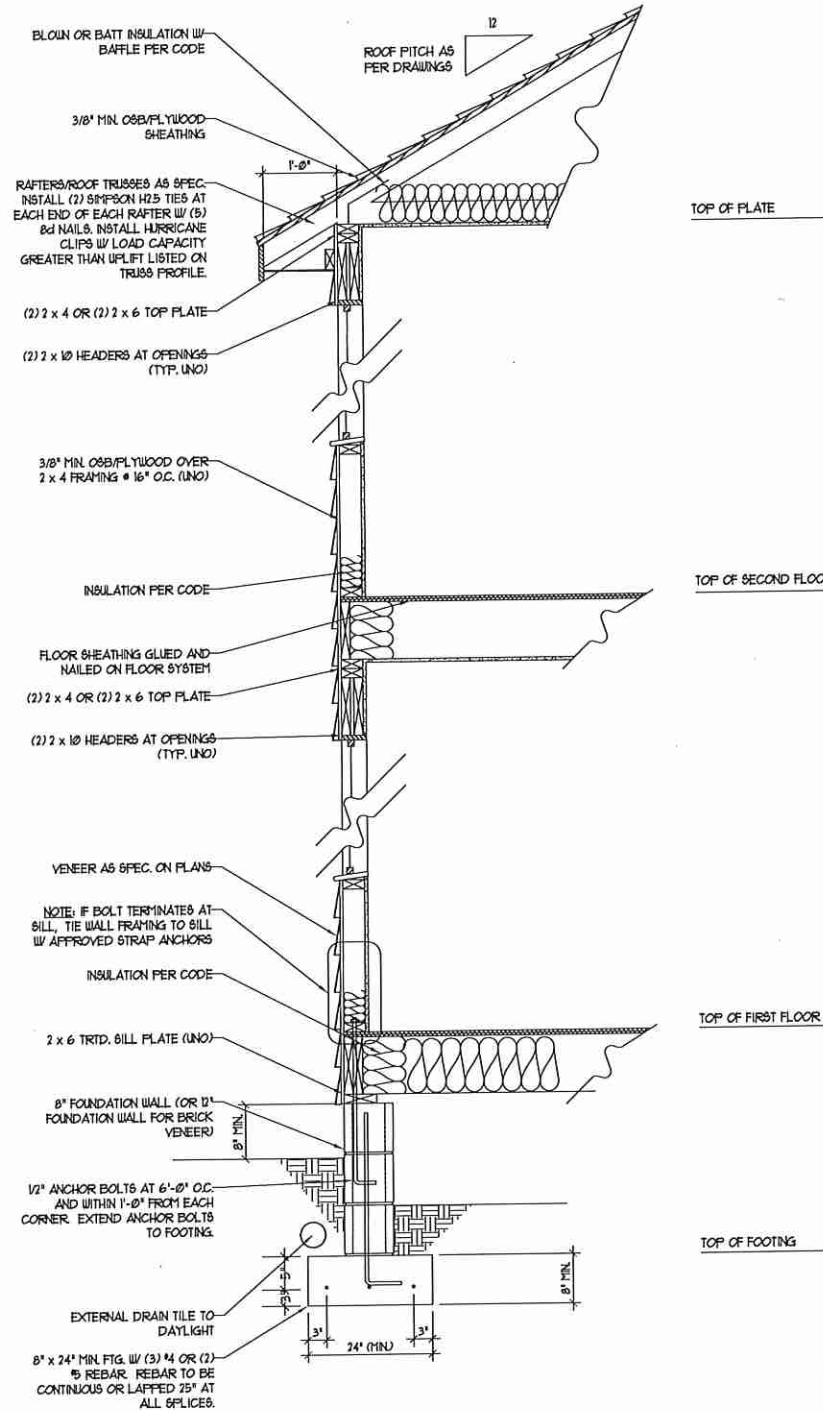 BLOWN OR BATT INSULATION W/
BAFFLE PER CODE
12
ROOF PITCH AS
PER DRAWINGS
3/8" MIN. OSB/PLYWOOD
SHEATHING
1'-0"
RAFTERS/ROOF TRUSSES AS SPEC.
INSTALL (2) SIMPSON H2.5 TIES AT
EACH END OF EACH RAFTER W/ (5)
8d NAILS. INSTALL HURRICANE
CLIPS W/ LOAD CAPACITY
GREATER THAN UPLIFT LISTED ON
TRUSS PROFILE.
TOP OF PLATE
(2) 2 x 4 OR (2) 2 x 6 TOP PLATE
(2) 2 x 10 HEADERS AT OPENINGS
(TYP. UNO)
3/8" MIN. OSB/PLYWOOD OVER
2 x 4 FRAMING @ 16" O.C. (UNO)
INSULATION PER CODE
TOP OF SECOND FLOO
FLOOR SHEATHING GLUED AND
NAILED ON FLOOR SYSTEM
(2) 2 x 4 OR (2) 2 x 6 TOP PLATE
(2) 2 x 10 HEADERS AT OPENINGS
(TYP. UNO)
VENEER AS SPEC. ON PLANS
NOTE: IF BOLT TERMINATES AT
SILL, TIE WALL FRAMING TO SILL
W/ APPROVED STRAP ANCHORS
INSULATION PER CODE
TOP OF FIRST FLOOR
2 x 6 TRTD. SILL PLATE (UNO)
8" FOUNDATION WALL (OR 12"
FOUNDATION WALL FOR BRICK
VENEER)
8" MIN.
1/2" ANCHOR BOLTS AT 6'-0" O.C.
AND WITHIN 1'-0" FROM EACH
CORNER. EXTEND ANCHOR BOLTS
TO FOOTING.
TOP OF FOOTING
5"
3"
8" MIN.
EXTERNAL DRAIN TILE TO
DAYLIGHT
3"
3"
24" (MIN.)
8" x 24" MIN. FTG. W/ (3) #4 OR (2)
#5 REBAR. REBAR TO BE
CONTINUOUS OR LAPPED 25" AT
ALL SPLICES.